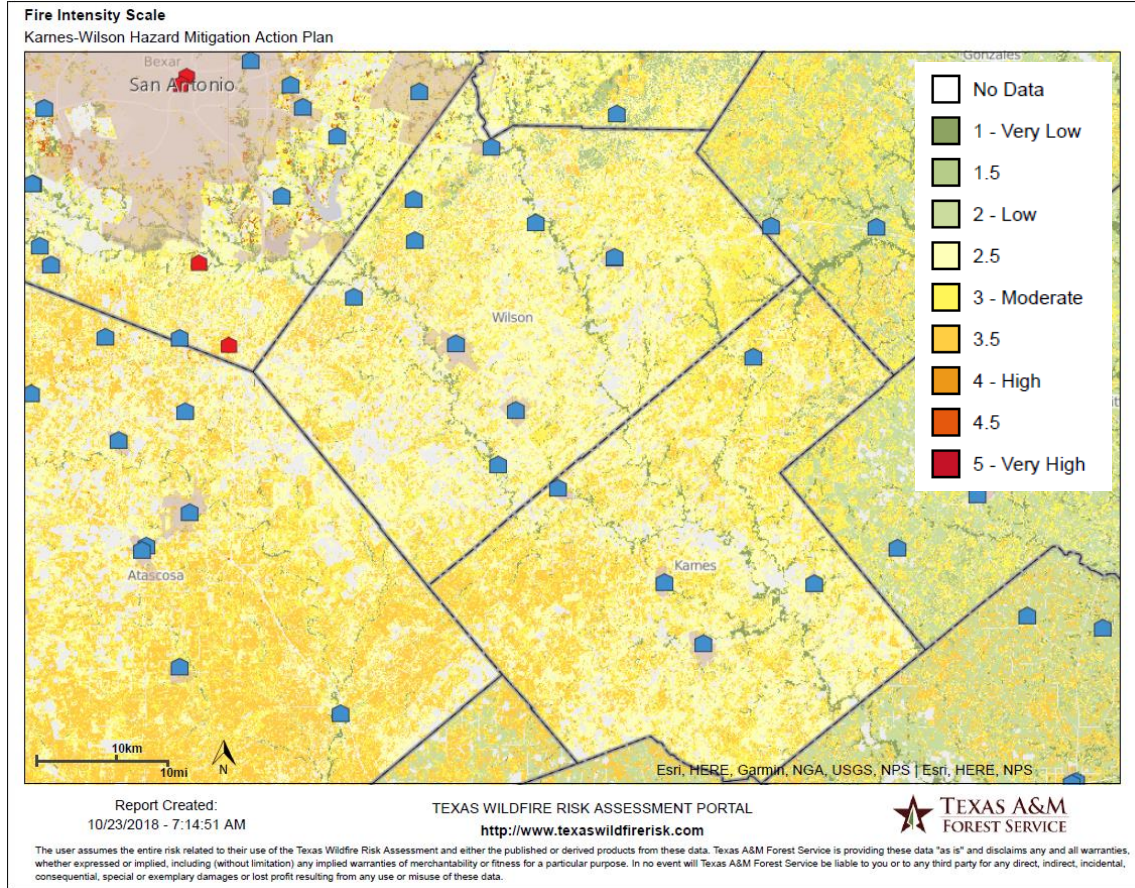 Fire Intensity Scale
Karnes-Wilson Hazard Mitigation Action Plan
Bexar
San Antonio
Gonzales
No Data
1 - Very Low
1.5
2 - Low
2.5
3 - Moderate
3.5
4 - High
4.5
5 - Very High
Wilson
Karnes
Atascosa
10km
10mi
N
Esri, HERE, Garmin, NGA, USGS, NPS | Esri, HERE, NPS
Report Created:
10/23/2018 - 7:14:51 AM
TEXAS WILDFIRE RISK ASSESSMENT PORTAL
http://www.texaswildfirerisk.com
TEXAS A&M
FOREST SERVICE
The user assumes the entire risk related to their use of the Texas Wildfire Risk Assessment and either the published or derived products from these data. Texas A&M Forest Service is providing these data "as is" and disclaims any and all warranties,
whether expressed or implied, including (without limitation) any implied warranties of merchantability or fitness for a particular purpose. In no event will Texas A&M Forest Service be liable to you or to any third party for any direct, indirect, incidental,
consequential, special or exemplary damages or lost profit resulting from any use or misuse of these data.